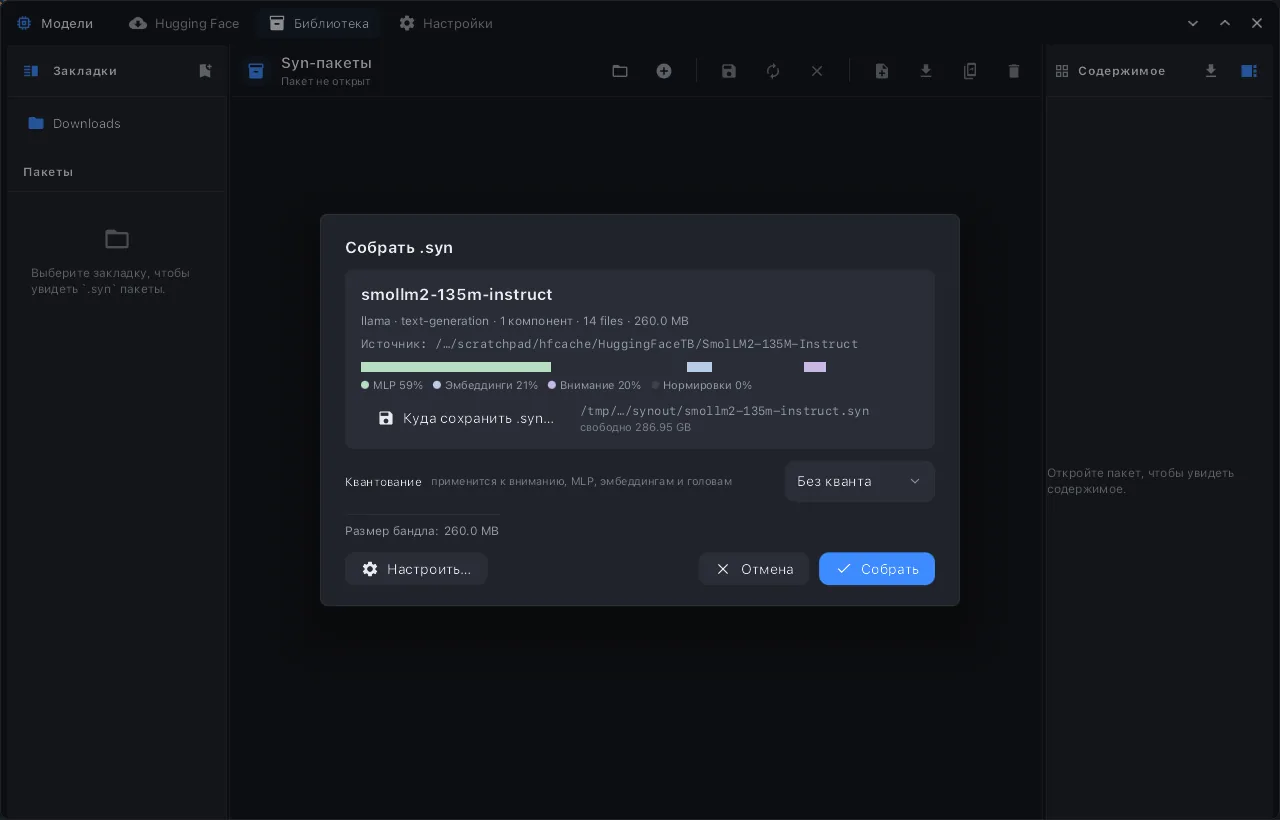 Модели
Hugging Face
Библиотека
Настройки
Закладки
Syn-пакеты
Пакет не открыт
Содержимое
Downloads
Пакеты
Выберите закладку, чтобы
увидеть `.syn` пакеты.
Собрать .syn
smollm2-135m-instruct
llama · text-generation · 1 компонент · 14 files · 260.0 MB
Источник: /…/scratchpad/hfcache/HuggingFaceTB/SmolLM2-135M-Instruct
MLP 59% Эмбеддинги 21% Внимание 20% Нормировки 0%
Куда сохранить .syn…
/tmp/…/synout/smollm2-135m-instruct.syn
свободно 286.95 GB
Квантование применится к вниманию, MLP, эмбеддингам и головам
Без кванта
Размер бандла: 260.0 MB
Настроить…
Отмена
Собрать
Откройте пакет, чтобы увидеть
содержимое.